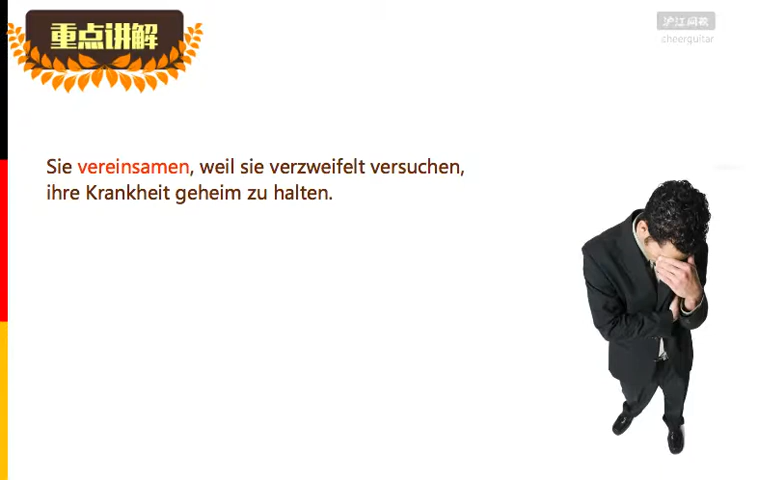 重点讲解
沪江网校
cheerguitar
Sie vereinsamen, weil sie verzweifelt versuchen,
ihre Krankheit geheim zu halten.